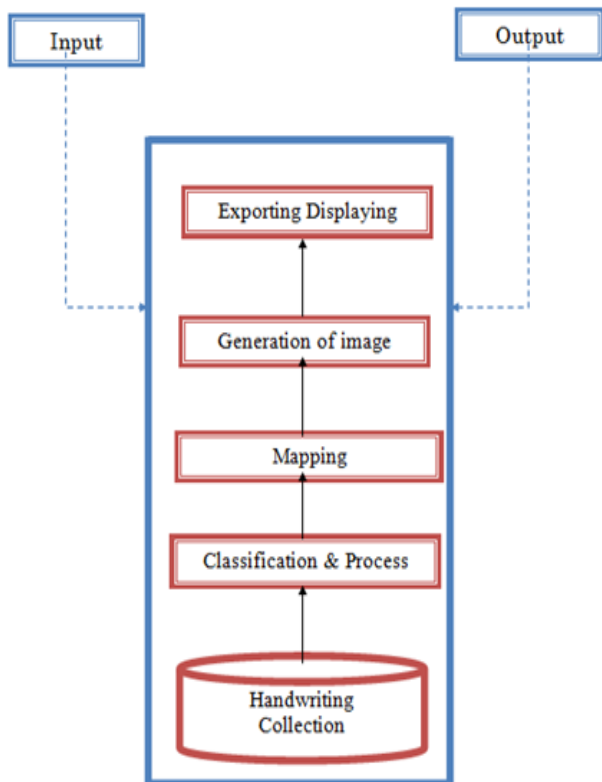 Input
Output
Exporting Displaying
Generation of image
Mapping
Classification & Process
Handwriting
Collection